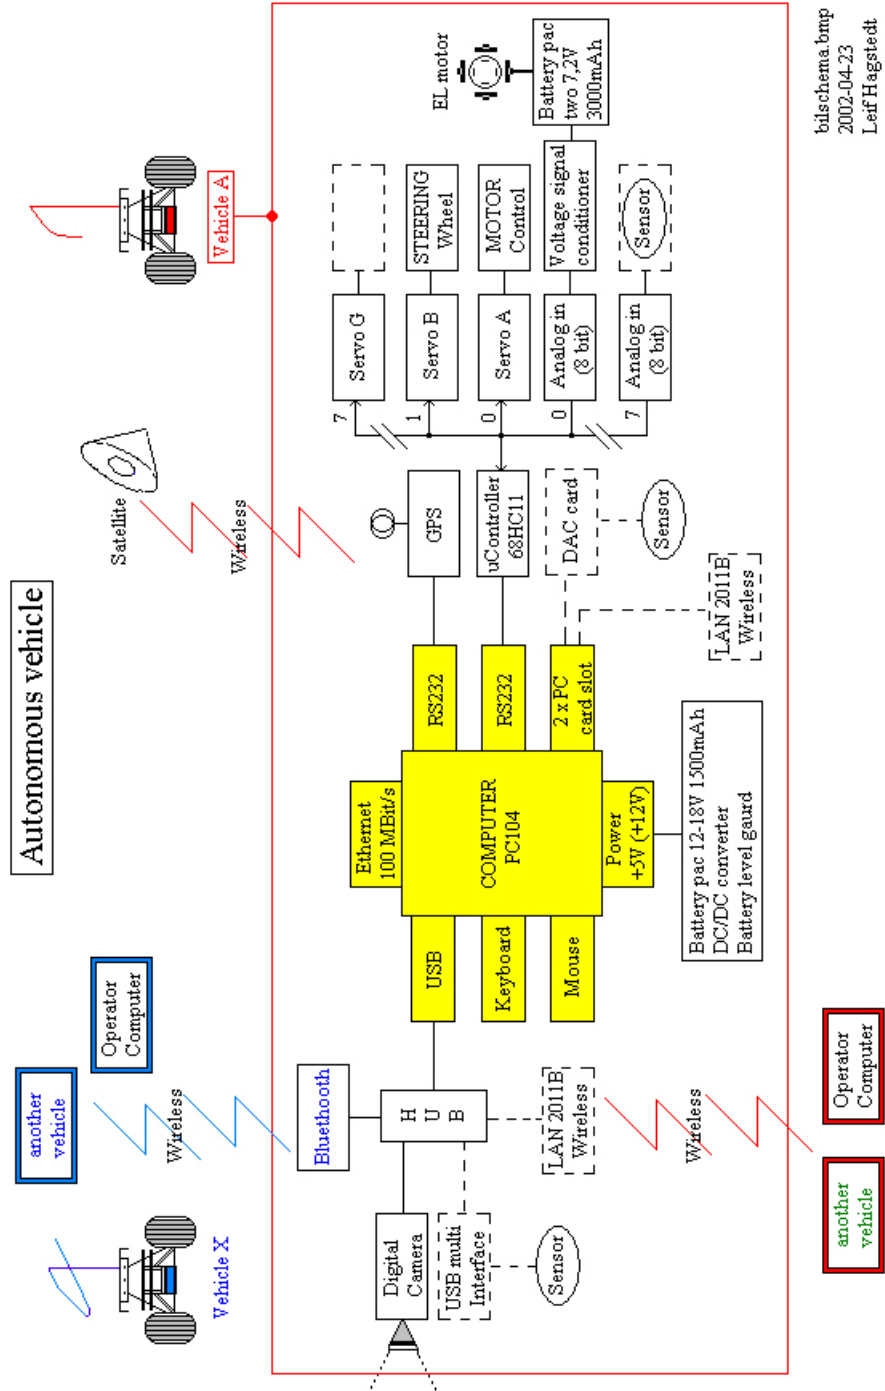 Autonomous vehicle
another
vehicle
Operator
Computer
Wireless
Vehicle X
Satellite
Wireless
Vehicle A
Bluethooth
H
U
B
Digital
Camera
USB multi
Interface
Sensor
LAN 2011B
Wireless
USB
Keyboard
Mouse
Ethernet
100 MBit/s
COMPUTER
PC104
Power
+5V (+12V)
RS232
RS232
2 x PC
card slot
Battery pac 12-18V 1500mAh
DC/DC converter
Battery level gaurd
GPS
uController
68HC11
DAC card
Sensor
LAN 2011B
Wireless
7
Servo G
1
Servo B
STEERING
Wheel
0
Servo A
MOTOR
Control
0
Analog in
(8 bit)
Voltage signal
conditioner
7
Analog in
(8 bit)
Sensor
EL motor
Battery pac
two 7,2V
3000mAh
Wireless
another
vehicle
Operator
Computer
bilschema.bmp
2002-04-23
Leif Hagstedt